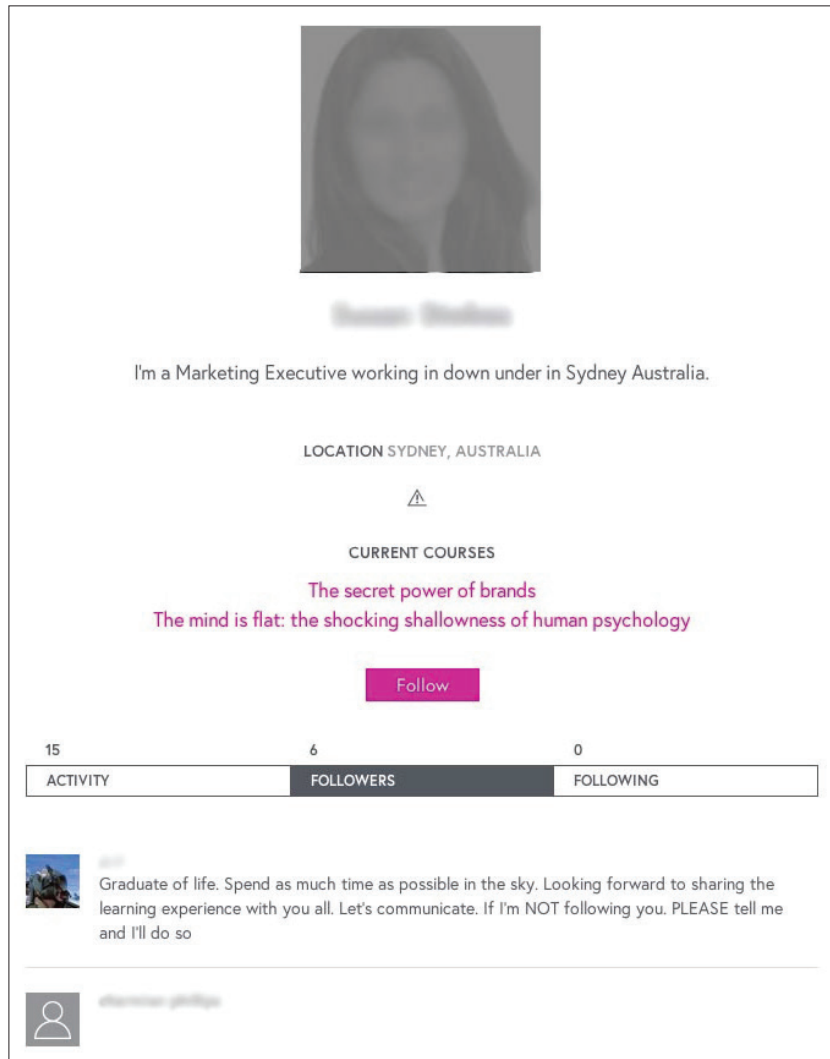 I'm a Marketing Executive working in down under in Sydney Australia.
LOCATION SYDNEY, AUSTRALIA
CURRENT COURSES
The secret power of brands
The mind is flat: the shocking shallowness of human psychology
Follow
15 6 0
ACTIVITY FOLLOWERS FOLLOWING
Graduate of life. Spend as much time as possible in the sky. Looking forward to sharing the
learning experience with you all. Let's communicate. If I'm NOT following you. PLEASE tell me
and I'll do so